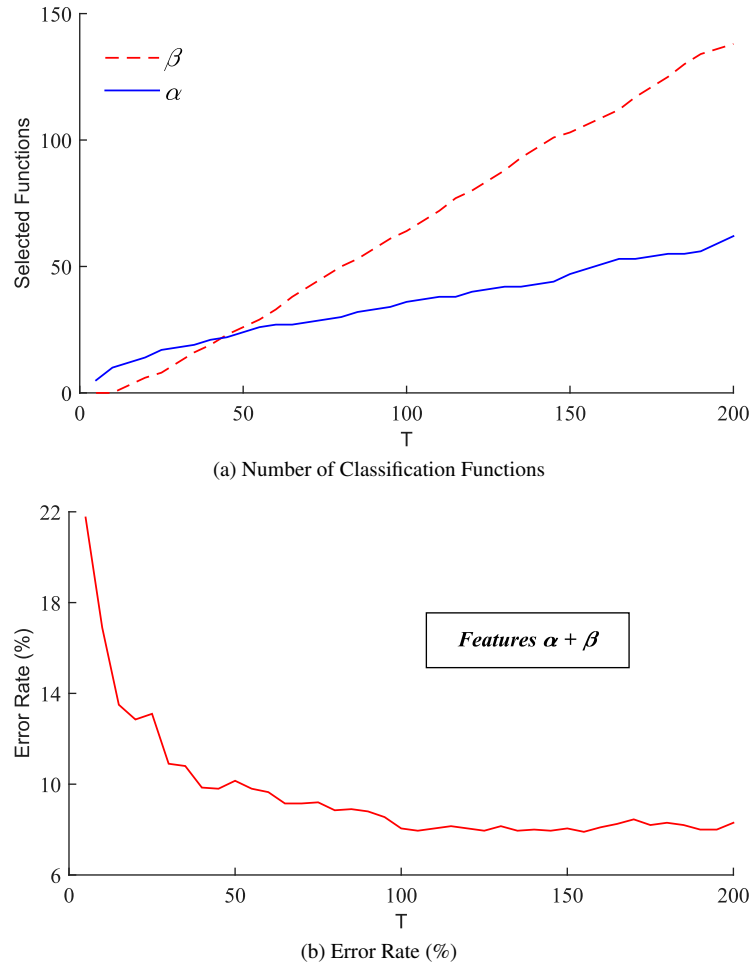 150
β
α
100
Selected Functions
50
0
0
50
100
150
200
T
(a) Number of Classification Functions
22
18
Features α + β
14
Error Rate (%)
10
6
0
50
100
150
200
T
(b) Error Rate (%)